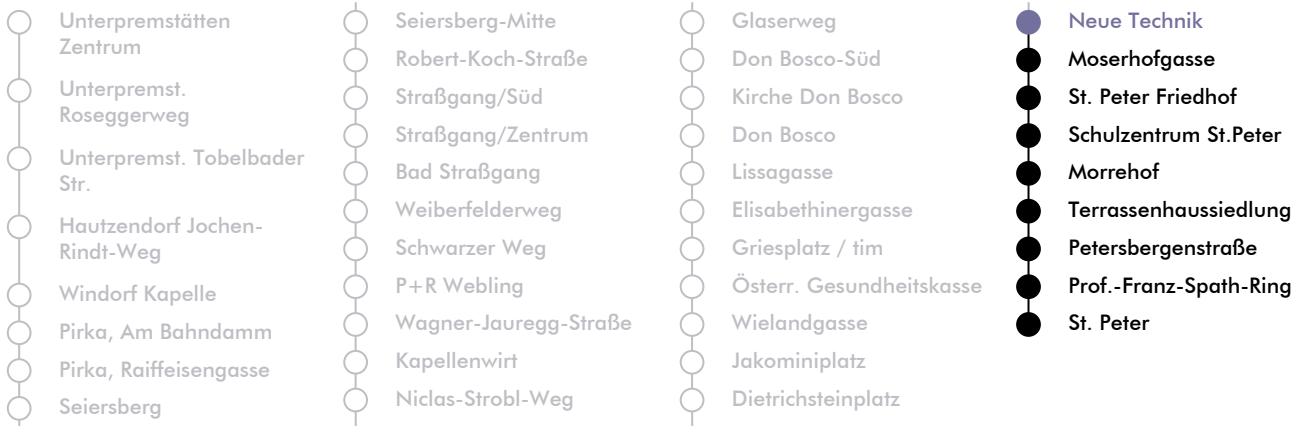 Unterpremstätten
Zentrum
Unterpremst.
Roseggerweg
Unterpremst. Tobelbader
Str.
Hautzendorf Jochen-
Rindt-Weg
Windorf Kapelle
Pirka, Am Bahndamm
Pirka, Raiffeisengasse
Seiersberg
Seiersberg-Mitte
Robert-Koch-Straße
Straßgang/Süd
Straßgang/Zentrum
Bad Straßgang
Weiberfelderweg
Schwarzer Weg
P+R Webling
Wagner-Jauregg-Straße
Kapellenwirt
Niclas-Strobl-Weg
Glaserweg
Don Bosco-Süd
Kirche Don Bosco
Don Bosco
Lissagasse
Elisabethinergasse
Griesplatz / tim
Österr. Gesundheitskasse
Wielandgasse
Jakominiplatz
Dietrichsteinplatz
Neue Technik
Moserhofgasse
St. Peter Friedhof
Schulzentrum St.Peter
Morrehof
Terrassenhaussiedlung
Petersbergenstraße
Prof.-Franz-Spath-Ring
St. Peter